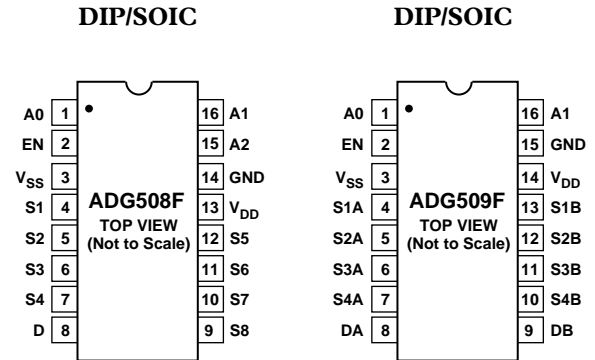 DIP/SOIC
A0 1 16 A1
EN 2 15 A2
VSS 3 14 GND
S1 4 13 VDD
S2 5 12 S5
S3 6 11 S6
S4 7 10 S7
D 8 9 S8
ADG508F
TOP VIEW
(Not to Scale)
DIP/SOIC
A0 1 16 A1
EN 2 15 GND
VSS 3 14 VDD
S1A 4 13 S1B
S2A 5 12 S2B
S3A 6 11 S3B
S4A 7 10 S4B
DA 8 9 DB
ADG509F
TOP VIEW
(Not to Scale)